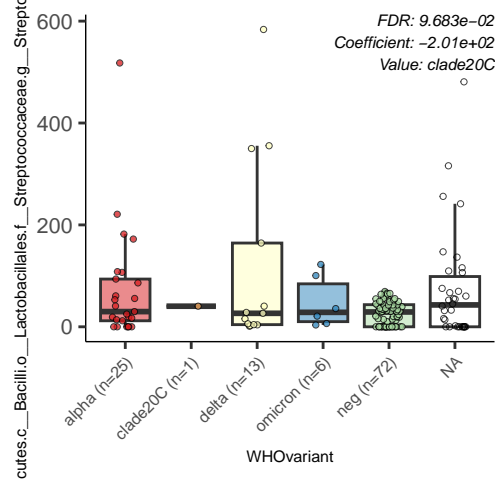 cutes.c__Bacilli.o__Lactobacillales.f__Streptococcaceae.g__Strepto
600
400
200
0
FDR: 9.683e−02
Coefficient: −2.01e+02
Value: clade20C
alpha (n=25)
clade20C (n=1)
delta (n=13)
omicron (n=6)
neg (n=72)
NA
WHOvariant